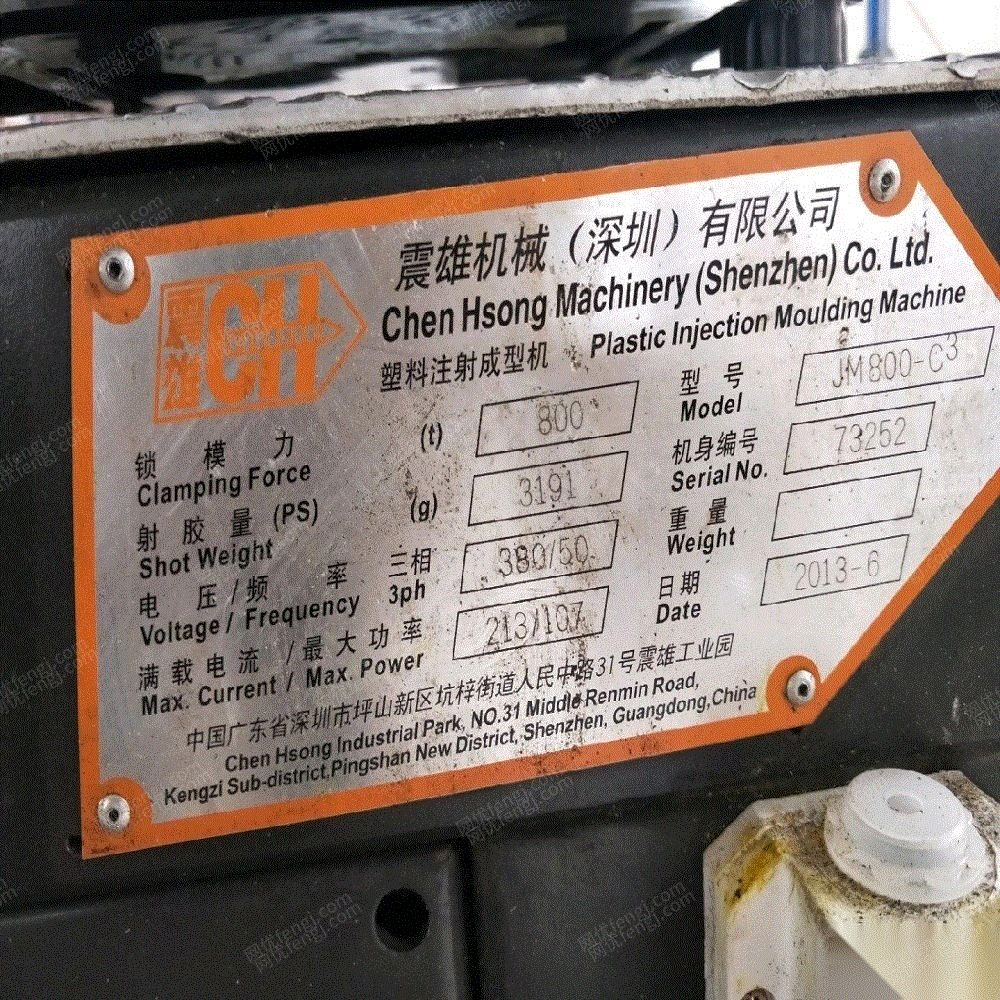 震雄机械（深圳）有限公司
Chen Hsong Machinery (Shenzhen) Co. Ltd.
塑料注射成型机 Plastic Injection Moulding Machine
震雄 CH
锁模力 (t) 800
Clamping Force
射胶量 (PS) (g) 3191
Shot Weight
电压/频率 三相 380/50
Voltage / Frequency 3ph
满载电流/最大功率 213/107
Max. Current / Max. Power
型号 JM800-C3
Model
机身编号 73252
Serial No.
重量
Weight
日期 2013-6
Date
中国广东省深圳市坪山新区坑梓街道人民中路31号震雄工业园
Chen Hsong Industrial Park, NO.31 Middle Renmin Road,
Kengzi Sub-district,Pingshan New District, Shenzhen, Guangdong,China